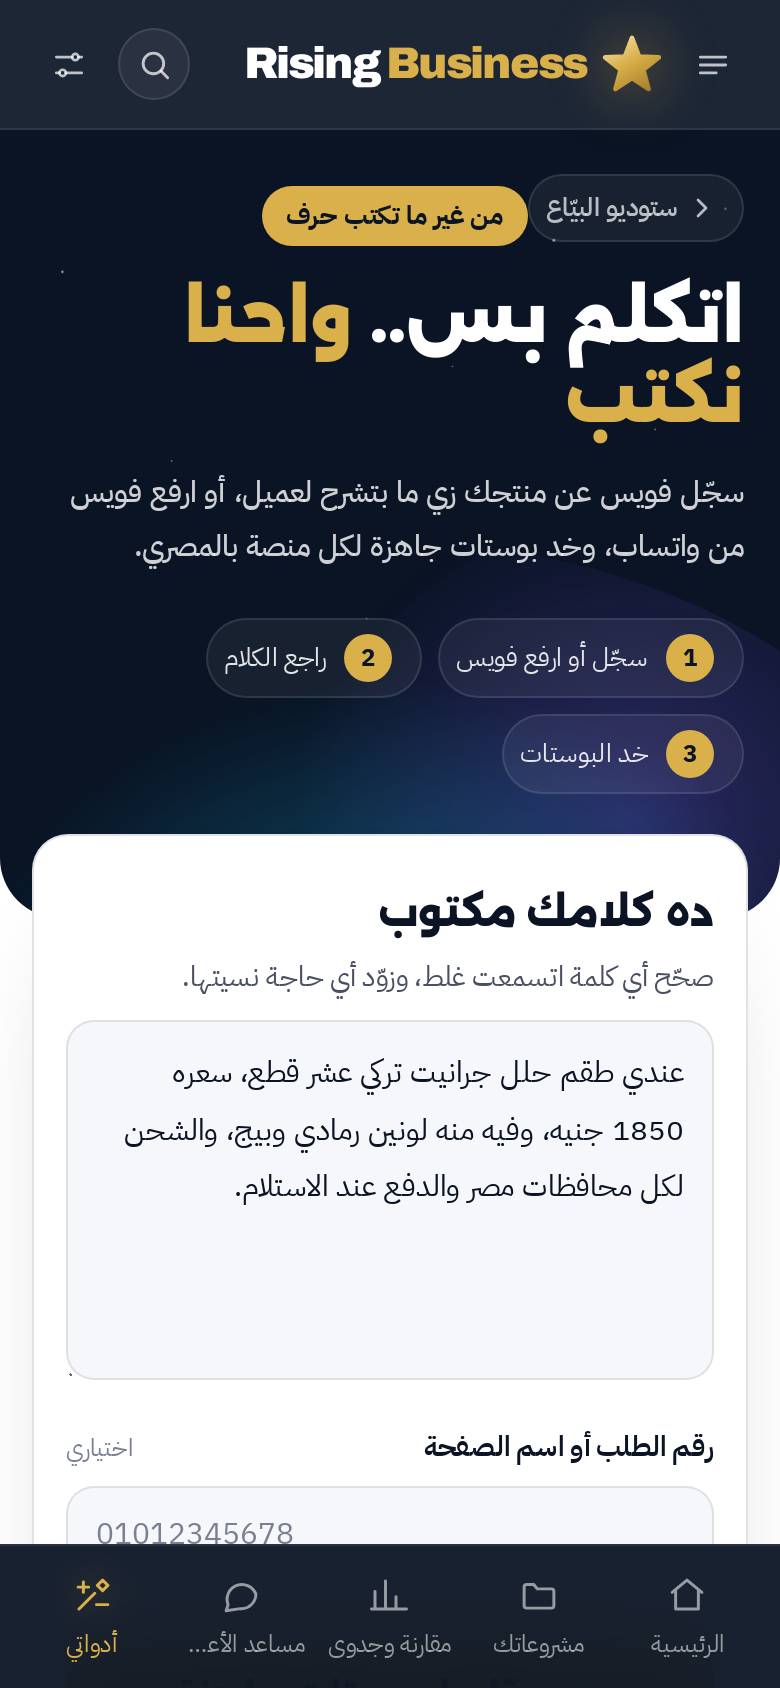 Rising Business
ستوديو البيّاع
من غير ما تكتب حرف
اتكلم بس.. واحنا
نكتب
سجّل فويس عن منتجك زي ما بتشرح لعميل، أو ارفع فويس
من واتساب، وخد بوستات جاهزة لكل منصة بالمصري.
1 سجّل أو ارفع فويس
2 راجع الكلام
3 خد البوستات
ده كلامك مكتوب
صحّح أي كلمة اتسمعت غلط، وزوّد أي حاجة نسيتها.
عندي طقم حلل جرانيت تركي عشر قطع، سعره
1850 جنيه، وفيه منه لونين رمادي وبيج، والشحن
لكل محافظات مصر والدفع عند الاستلام.
رقم الطلب أو اسم الصفحة
اختياري
01012345678
الرئيسية
مشروعاتك
مقارنة وجدوى
مساعد الأعـ...
أدواتي